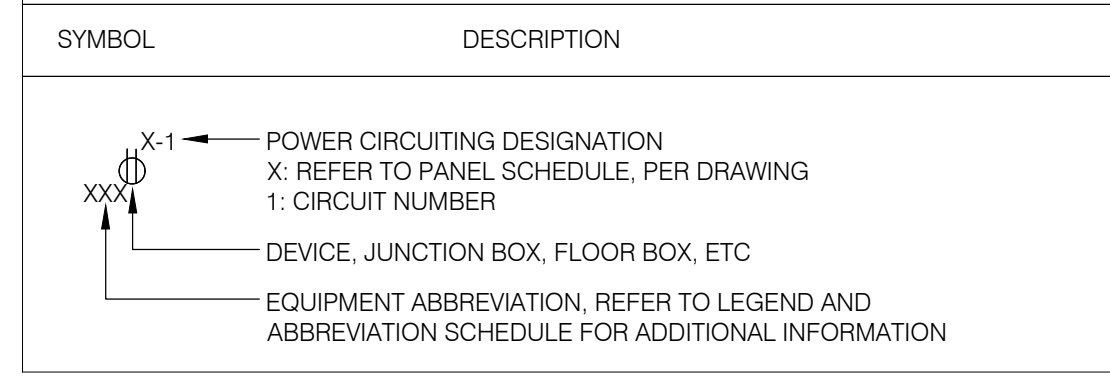 SYMBOL DESCRIPTION
X-1 POWER CIRCUITING DESIGNATION
X: REFER TO PANEL SCHEDULE, PER DRAWING
XXX 1: CIRCUIT NUMBER
DEVICE, JUNCTION BOX, FLOOR BOX, ETC
EQUIPMENT ABBREVIATION, REFER TO LEGEND AND
ABBREVIATION SCHEDULE FOR ADDITIONAL INFORMATION